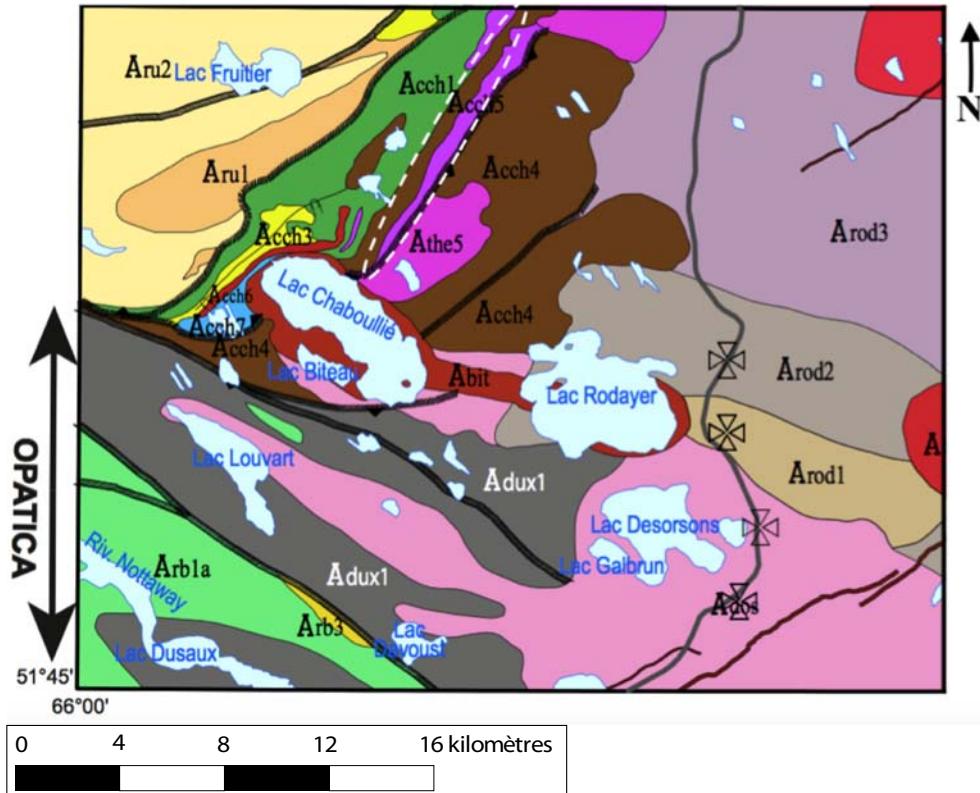 Aru2
Lac Fruitier
Acch1
Acch5
N
Aru1
Acch4
Acch3
Athe5
Arod3
Acch6
Lac Chaboullié
Acch7
Acch4
Acch4
Lac Biteau
Abit
Arod2
Lac Rodayer
OPATICA
Lac Louvart
Adux1
Arod1
A
Lac Desorsons
Riv. Nottaway
Lac Galbrun
Arb1a
Adux1
Ados
Arb3
Lac Davoust
Lac Dusaux
51°45'
66°00'
0 4 8 12 16 kilomètres